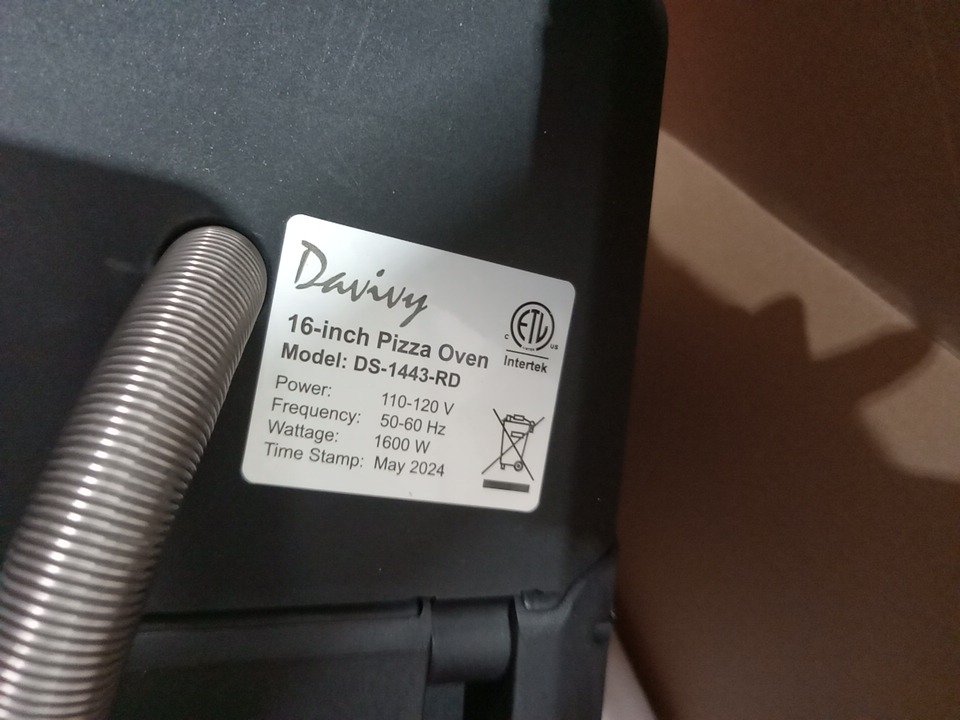 Davivy
16-inch Pizza Oven
Model: DS-1443-RD
Power: 110-120 V
Frequency: 50-60 Hz
Wattage: 1600 W
Time Stamp: May 2024
ETL
C US
Intertek